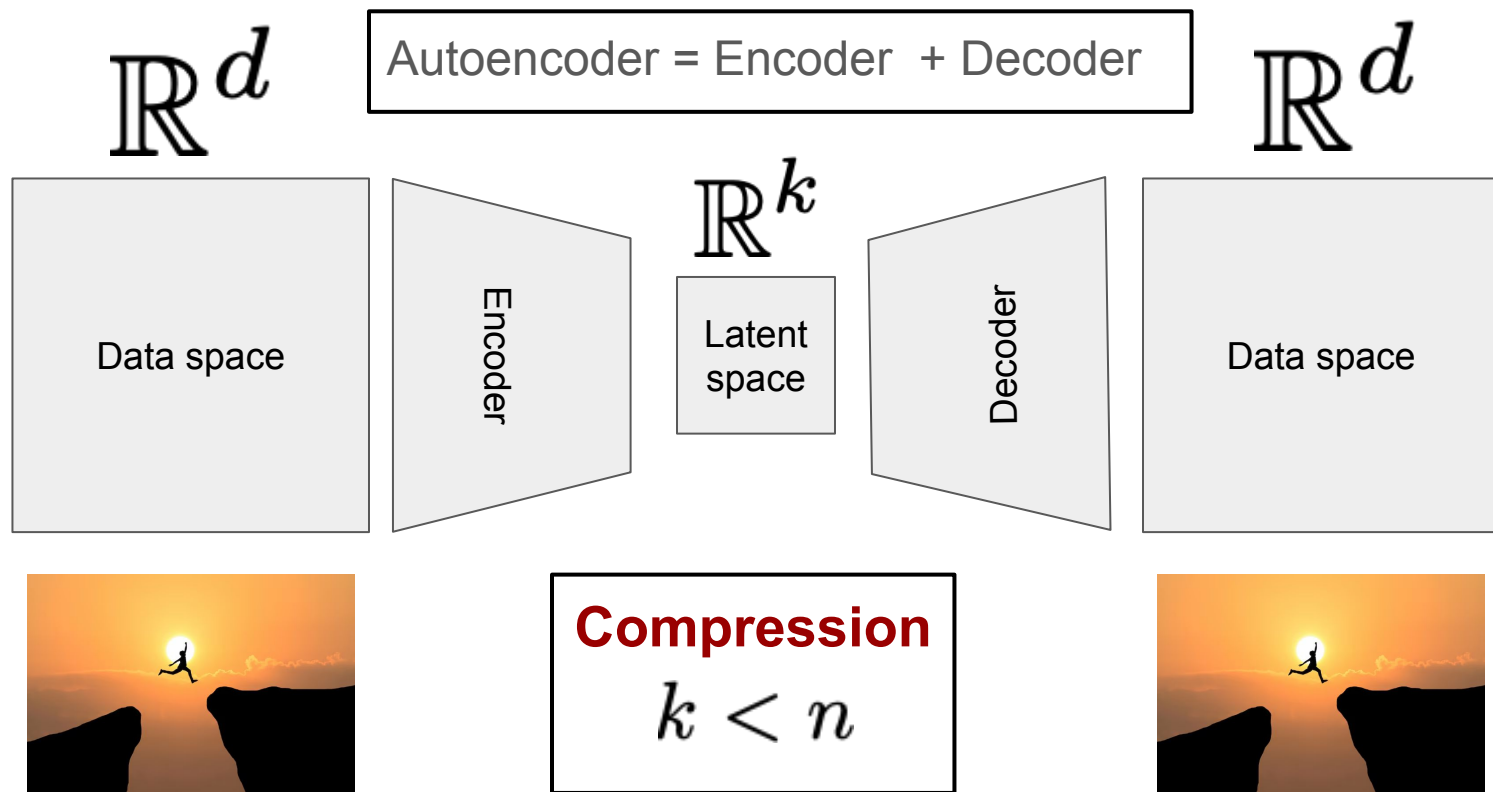 Autoencoder = Encoder + Decoder
ℝ^d
ℝ^d
ℝ^k
Data space
Encoder
Latent
space
Decoder
Data space
Compression
k < n